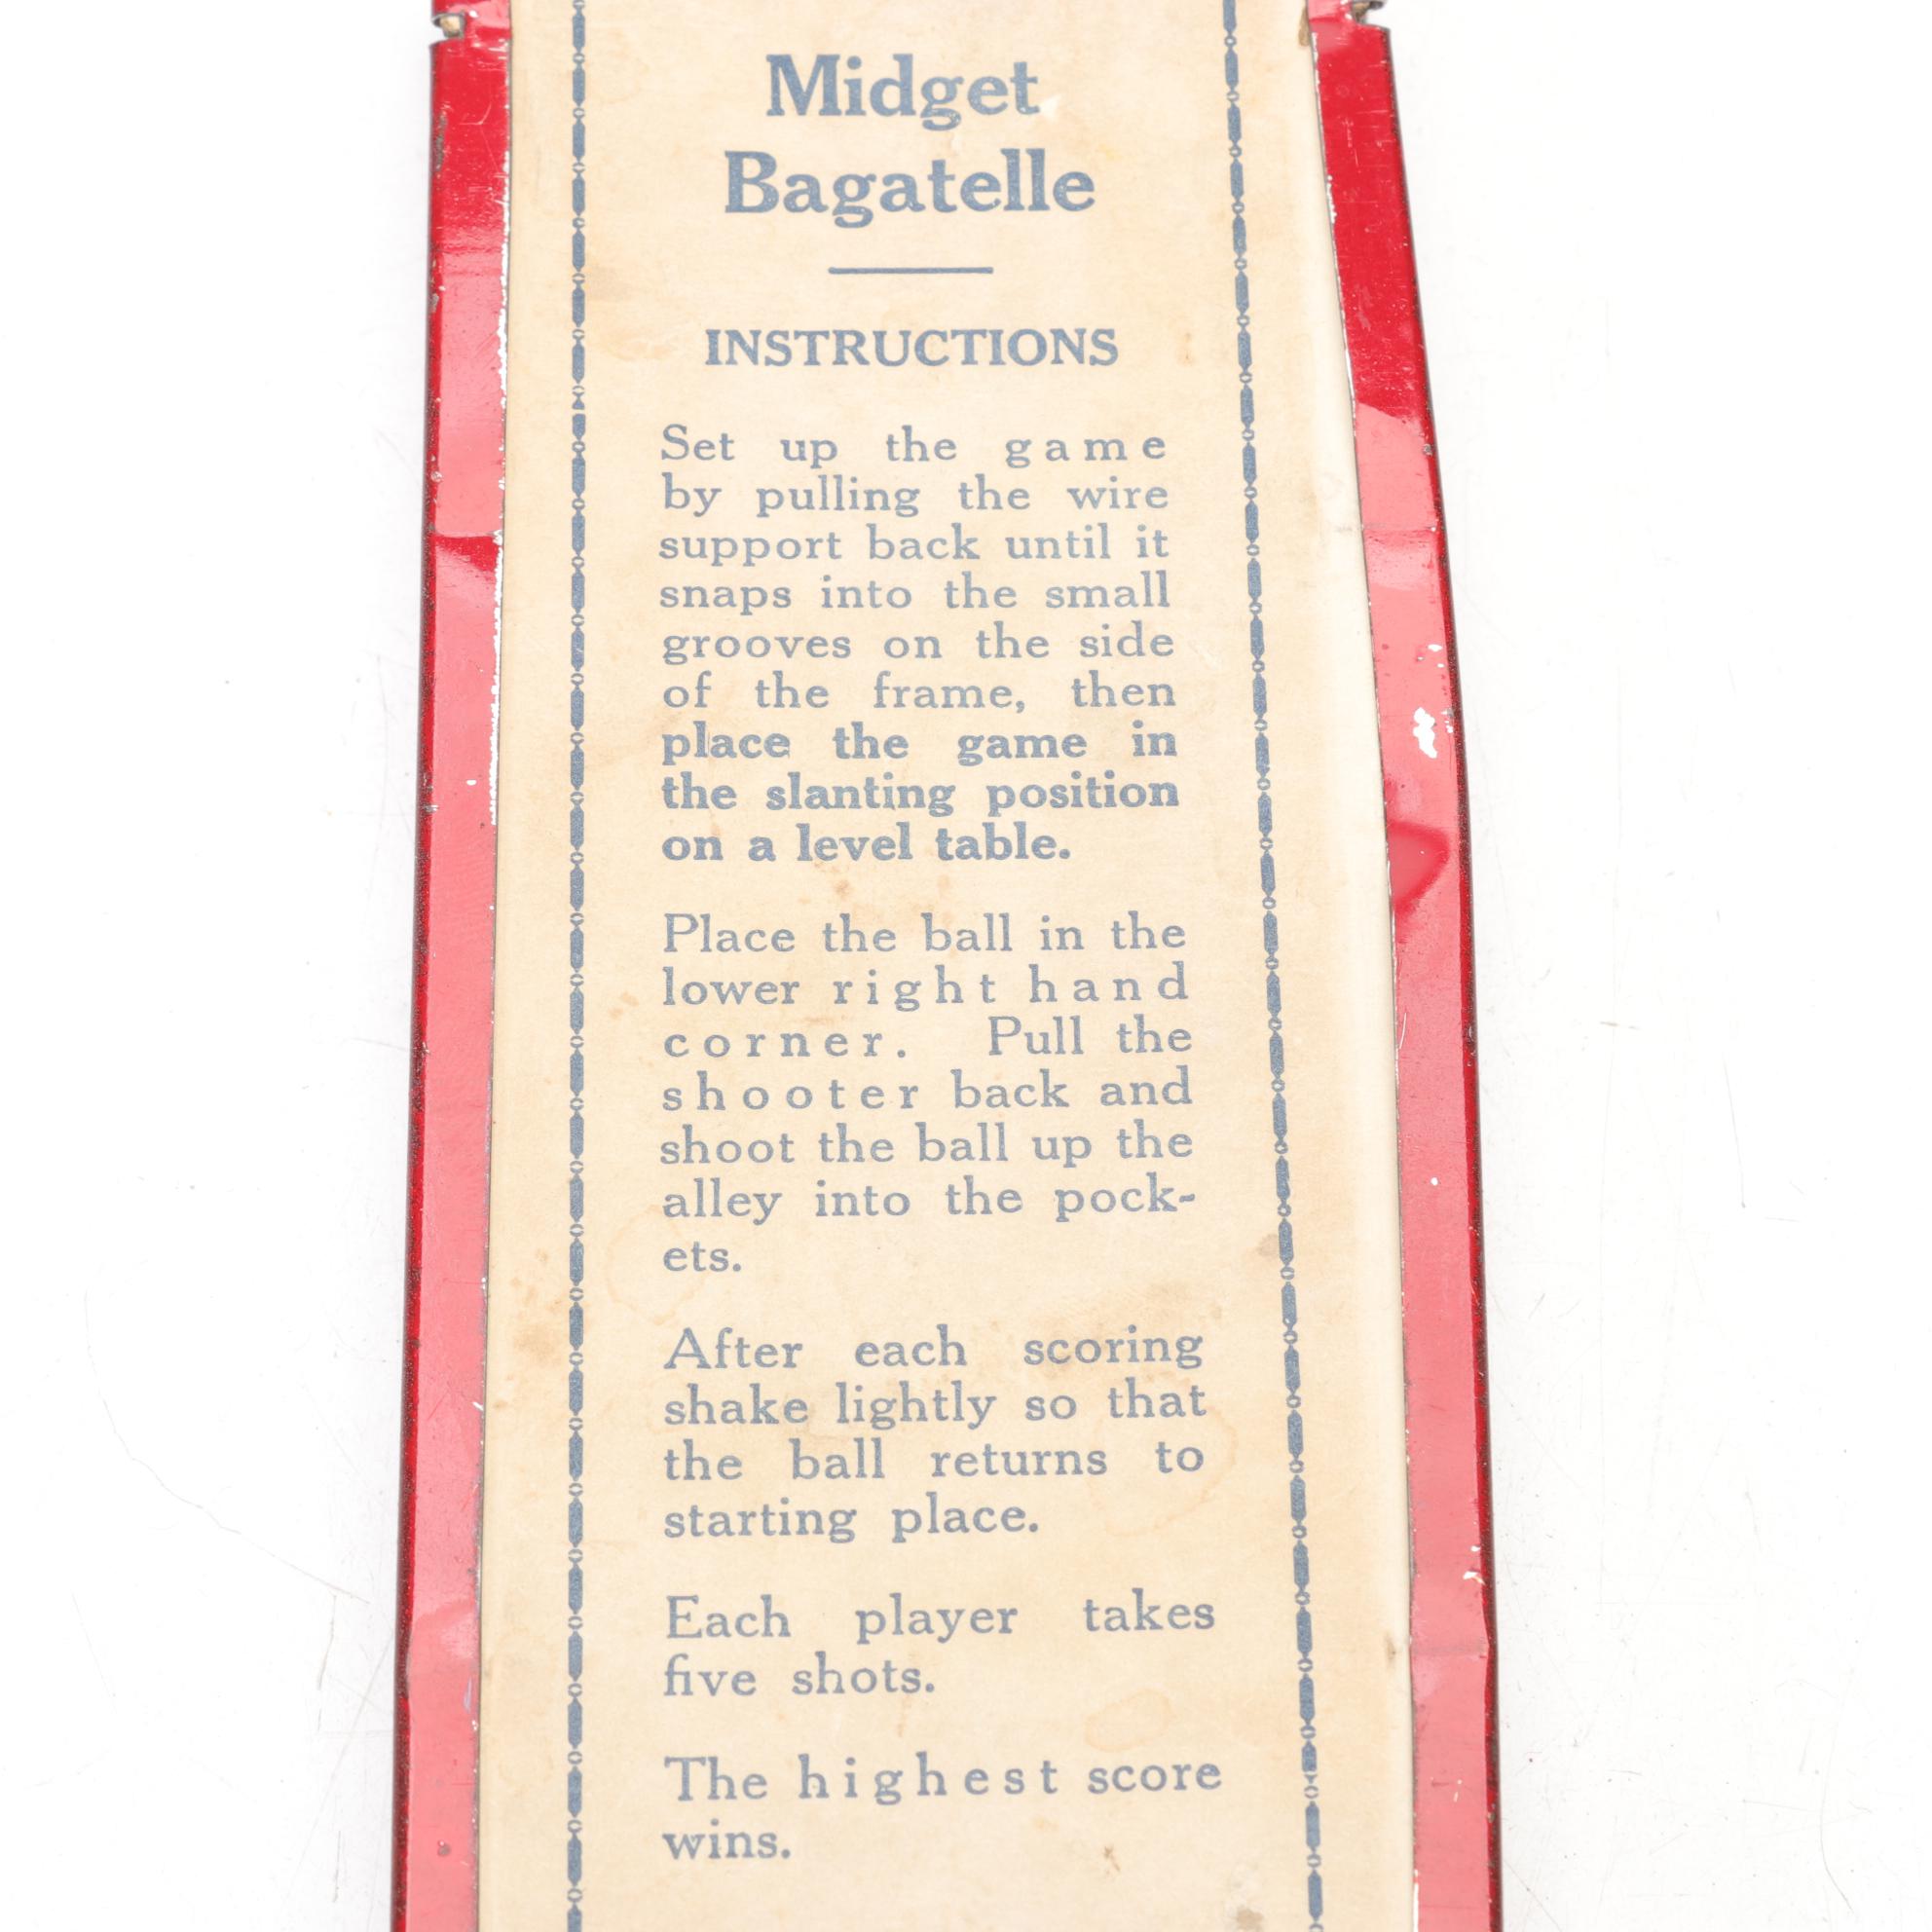 Midget
Bagatelle
INSTRUCTIONS
Set up the game
by pulling the wire
support back until it
snaps into the small
grooves on the side
of the frame, then
place the game in
the slanting position
on a level table.
Place the ball in the
lower right hand
corner. Pull the
shooter back and
shoot the ball up the
alley into the pock-
ets.
After each scoring
shake lightly so that
the ball returns to
starting place.
Each player takes
five shots.
The highest score
wins.